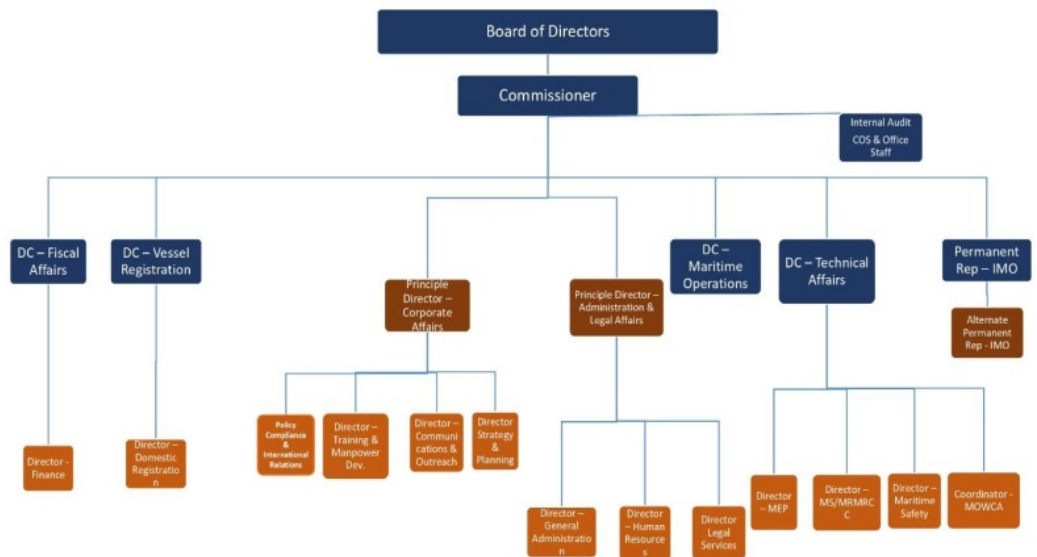 Board of Directors
Commissioner
Internal Audit
COS & Office
Staff
DC – Fiscal
Affairs
DC – Vessel
Registration
DC –
Maritime
Operations
DC – Technical
Affairs
Permanent
Rep – IMO
Principle
Director –
Corporate
Affairs
Principle Director –
Administration &
Legal Affairs
Alternate
Permanent
Rep - IMO
Policy
Compliance &
International
Relations
Director –
Training &
Manpower
Dev.
Director –
Communi
cations &
Outreach
Director
Strategy
&
Planning
Director -
Finance
Director –
Domestic
Registratio
n
Director –
General
Administratio
n
Director
– Human
Resource
s
Director
Legal
Services
Director
– MEP
Director –
MS/MRMRC
C
Director –
Maritime
Safety
Coordinator -
MOWCA